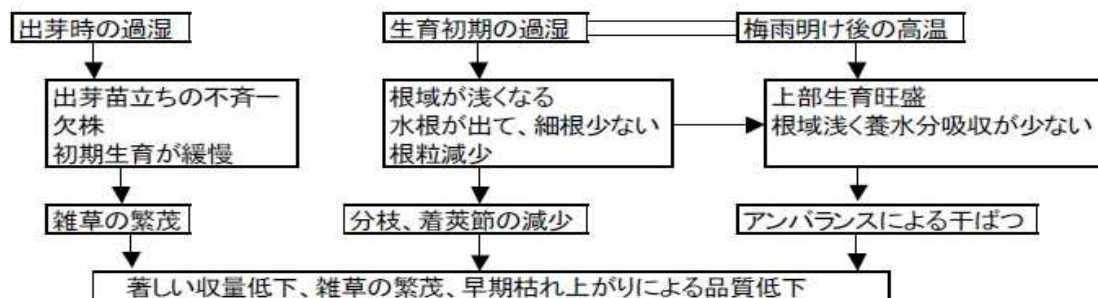 出芽時の過湿
生育初期の過湿
梅雨明け後の高温
出芽苗立ちの不斉一
欠株
初期生育が緩慢
根域が浅くなる
水根が出て、細根少ない
根粒減少
上部生育旺盛
根域浅く養水分吸収が少ない
雑草の繁茂
分枝、着莢節の減少
アンバランスによる干ばつ
著しい収量低下、雑草の繁茂、早期枯れ上がりによる品質低下